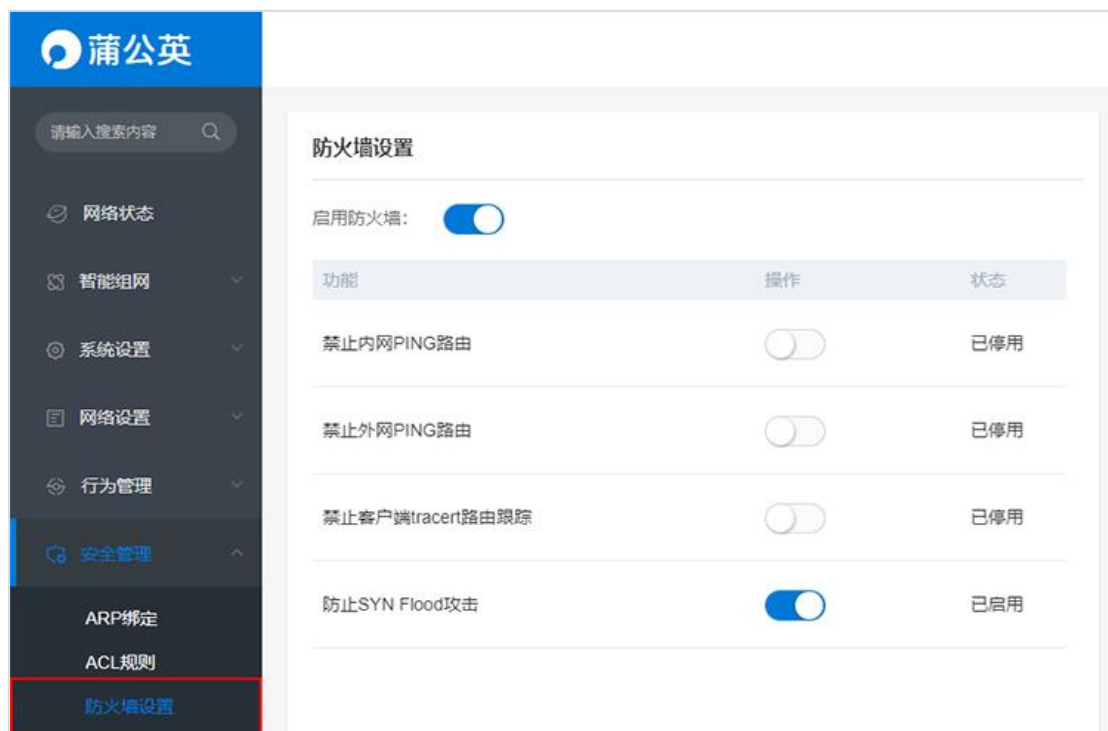 蒲公英
请输入搜索内容
网络状态
智能组网
系统设置
网络设置
行为管理
安全管理
ARP绑定
ACL规则
防火墙设置
防火墙设置
启用防火墙：
功能 操作 状态
禁止内网PING路由 已停用
禁止外网PING路由 已停用
禁止客户端tracert路由跟踪 已停用
防止SYN Flood攻击 已启用